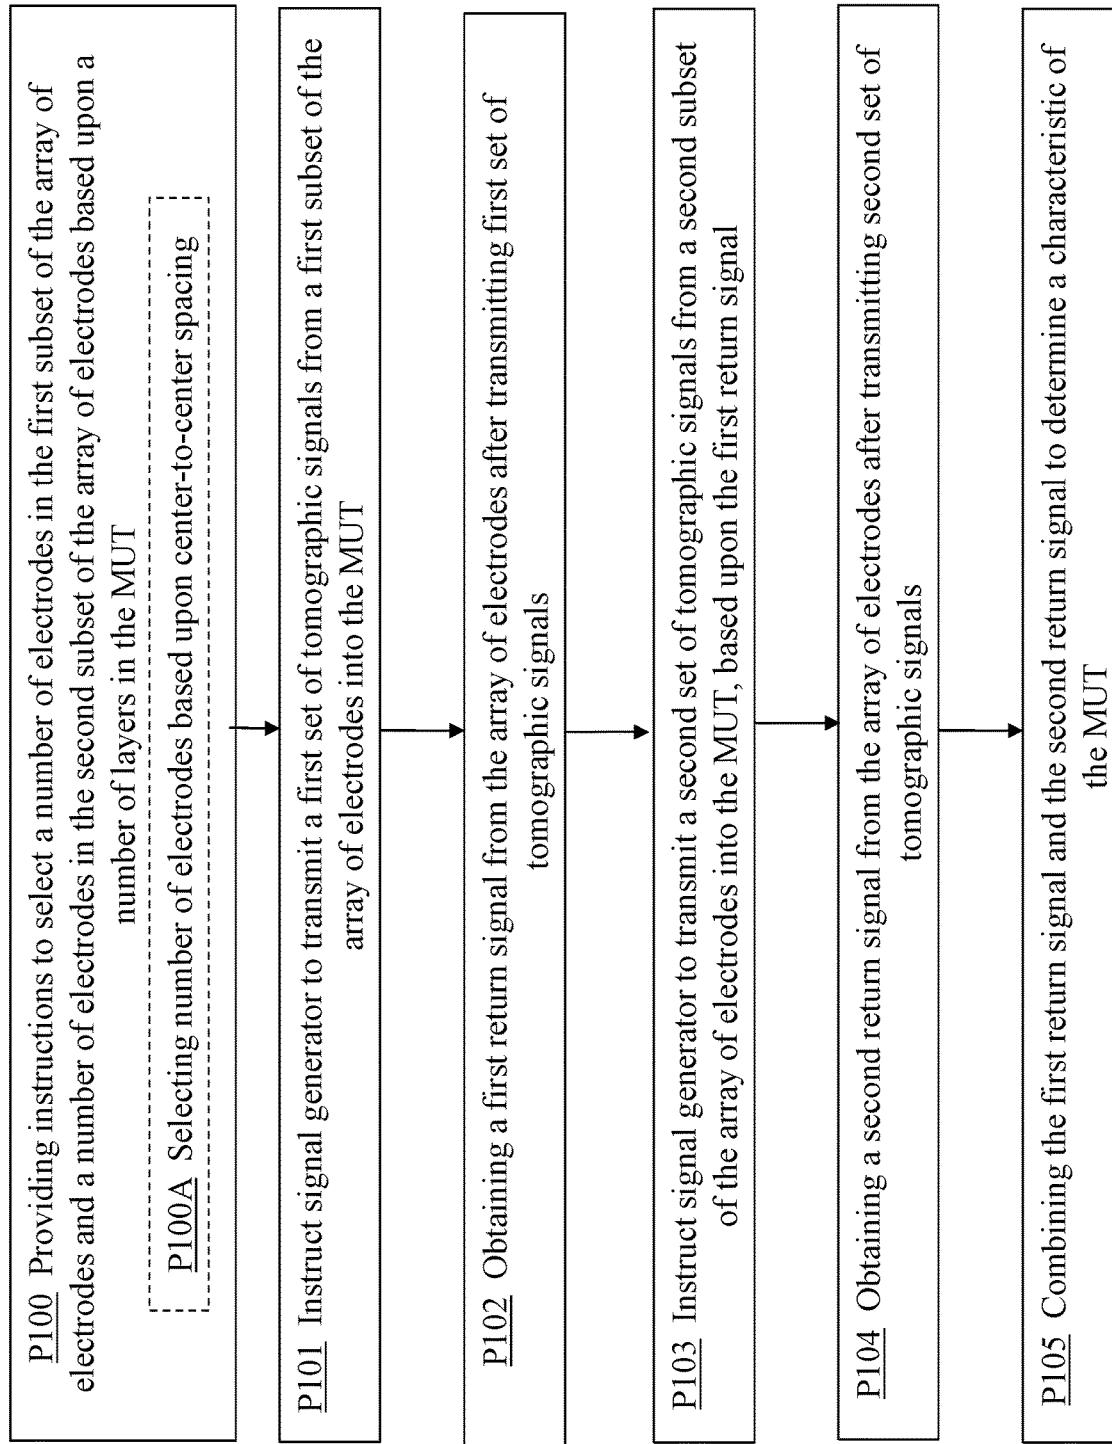 P100 Providing instructions to select a number of electrodes in the first subset of the array of
electrodes and a number of electrodes in the second subset of the array of electrodes based upon a
number of layers in the MUT
P100A Selecting number of electrodes based upon center-to-center spacing
P101 Instruct signal generator to transmit a first set of tomographic signals from a first subset of the
array of electrodes into the MUT
P102 Obtaining a first return signal from the array of electrodes after transmitting first set of
tomographic signals
P103 Instruct signal generator to transmit a second set of tomographic signals from a second subset
of the array of electrodes into the MUT, based upon the first return signal
P104 Obtaining a second return signal from the array of electrodes after transmitting second set of
tomographic signals
P105 Combining the first return signal and the second return signal to determine a characteristic of
the MUT